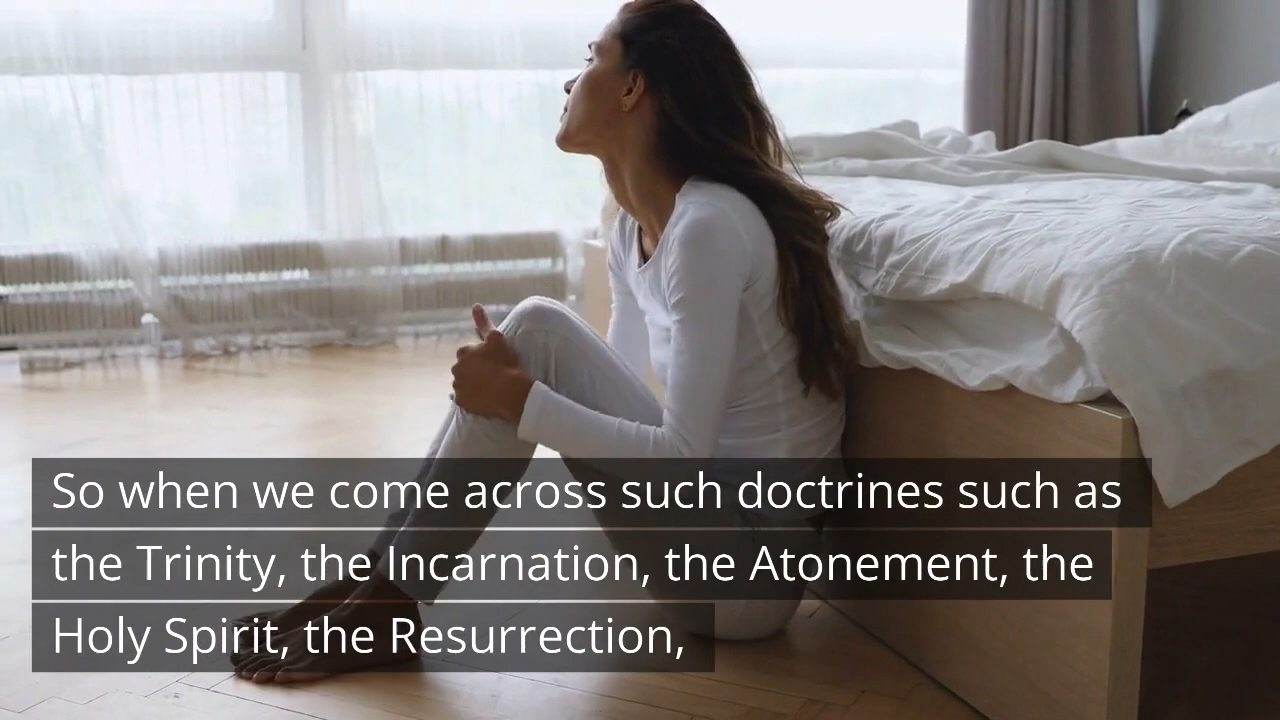 So when we come across such doctrines such as
the Trinity, the Incarnation, the Atonement, the
Holy Spirit, the Resurrection,